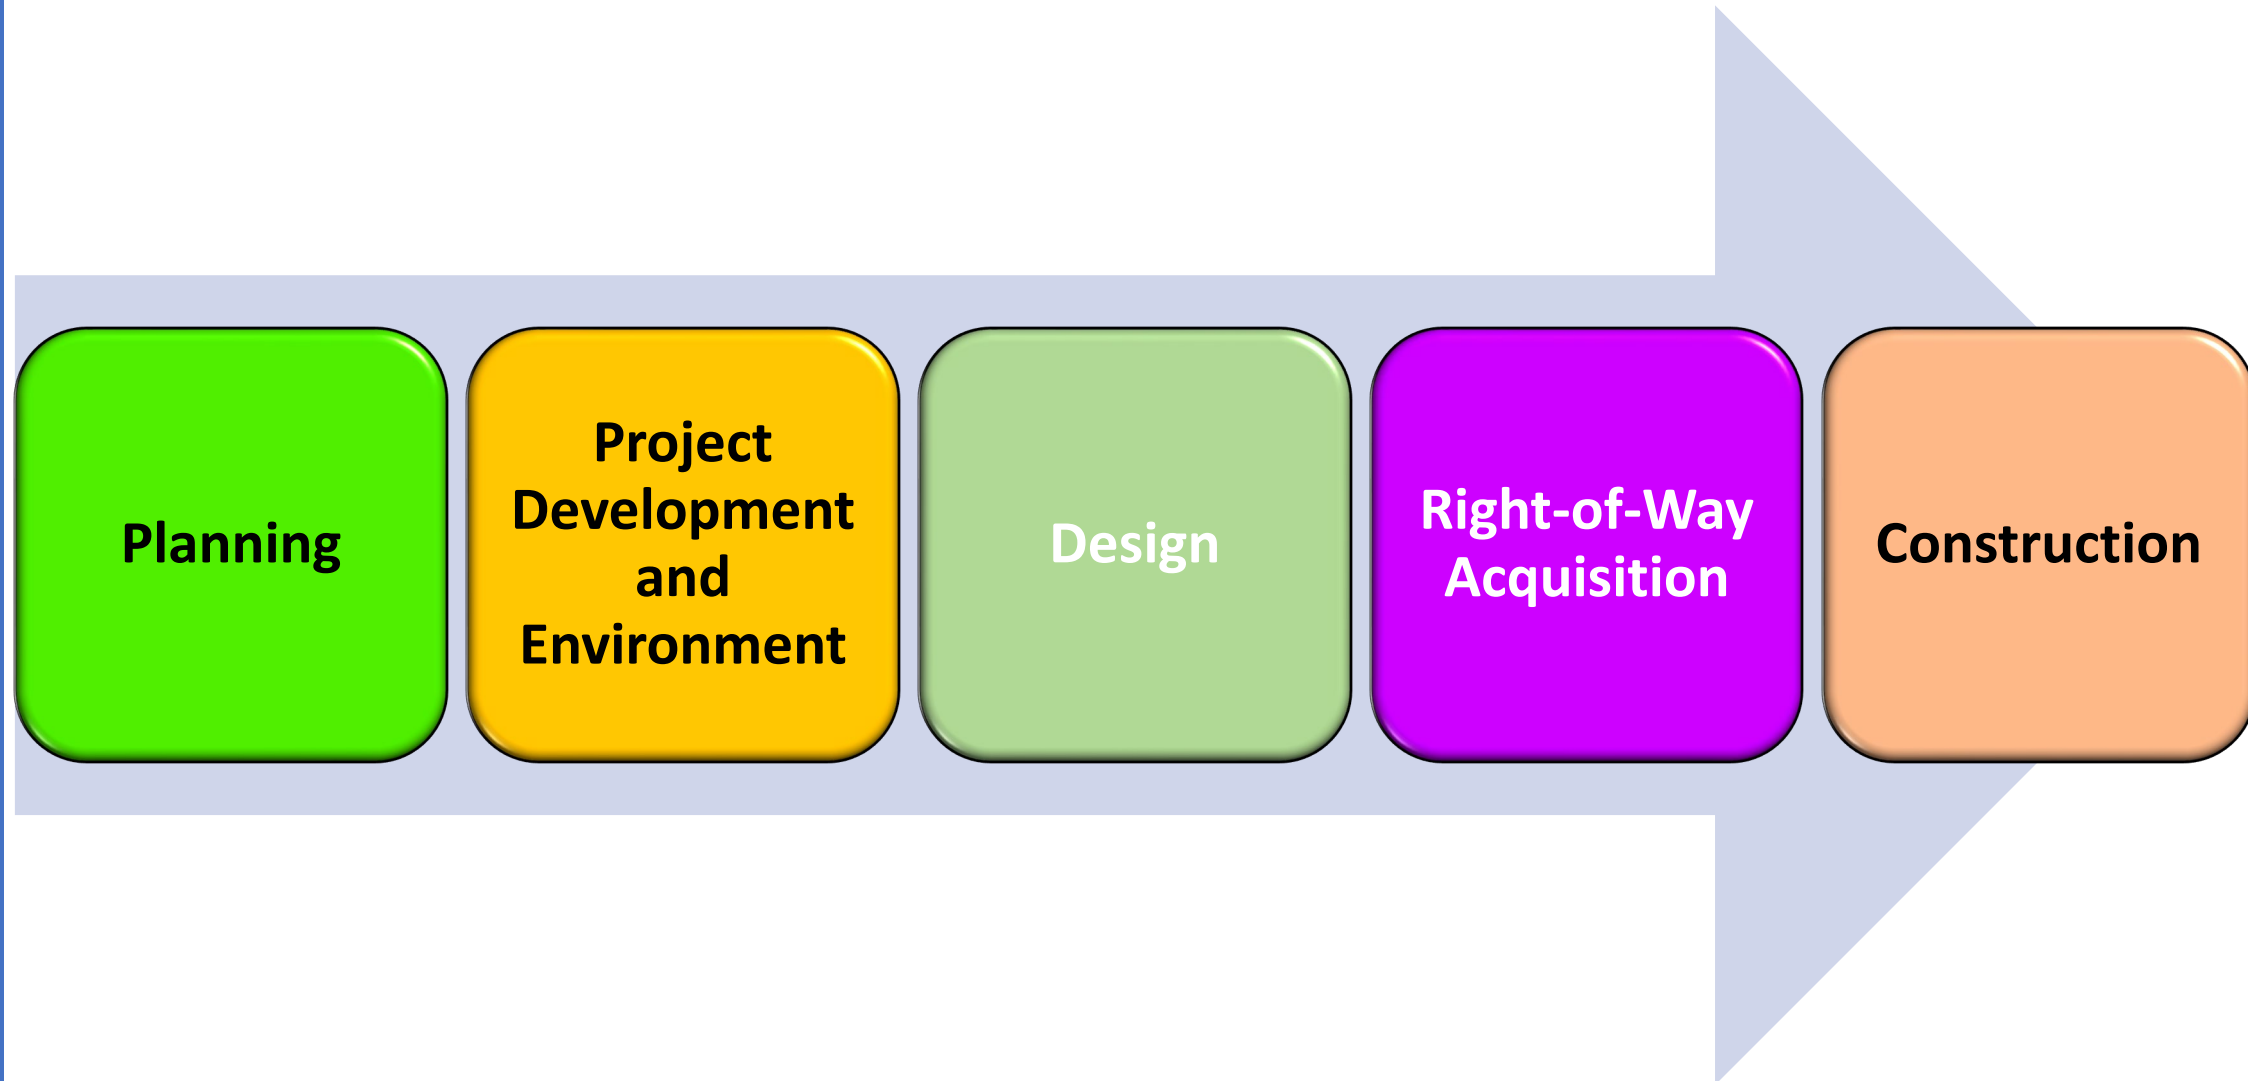 Planning
Project
Development
and
Environment
Design
Right-of-Way
Acquisition
Construction